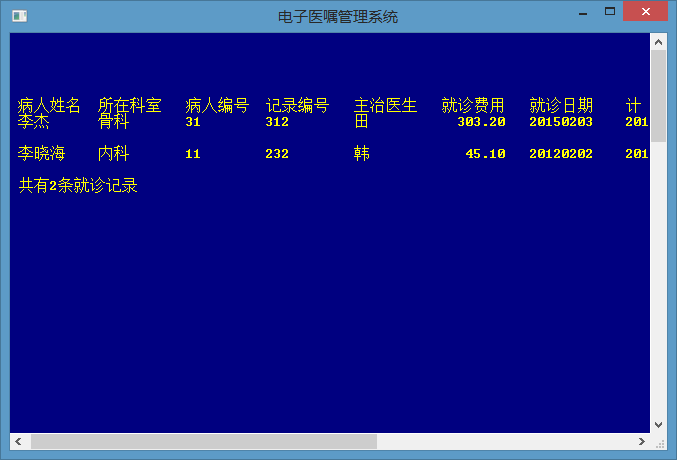 电子医嘱管理系统
病人姓名 所在科室 病人编号 记录编号 主治医生 就诊费用 就诊日期 计
李杰 骨科 31 312 田 303.20 20150203 201
李晓海 内科 11 232 韩 45.10 20120202 201
共有2条就诊记录